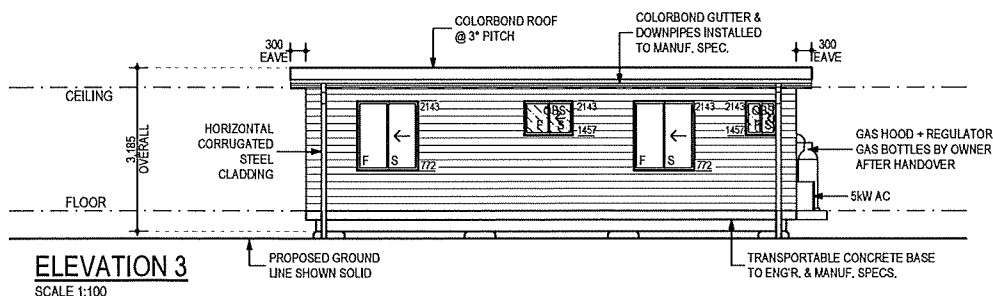 COLORBOND ROOF
@ 3° PITCH
COLORBOND GUTTER &
DOWNPIPES INSTALLED
TO MANUF. SPEC.
300
EAVE
300
EAVE
CEILING
3,185
OVERALL
HORIZONTAL
CORRUGATED
STEEL
CLADDING
2143
F S
772
OBS
2143
F S
1457
2143
F S
772
2143
OBS
F S
1457
GAS HOOD + REGULATOR
GAS BOTTLES BY OWNER
AFTER HANDOVER
5kW AC
FLOOR
ELEVATION 3
SCALE 1:100
PROPOSED GROUND
LINE SHOWN SOLID
TRANSPORTABLE CONCRETE BASE
TO ENG'R. & MANUF. SPECS.